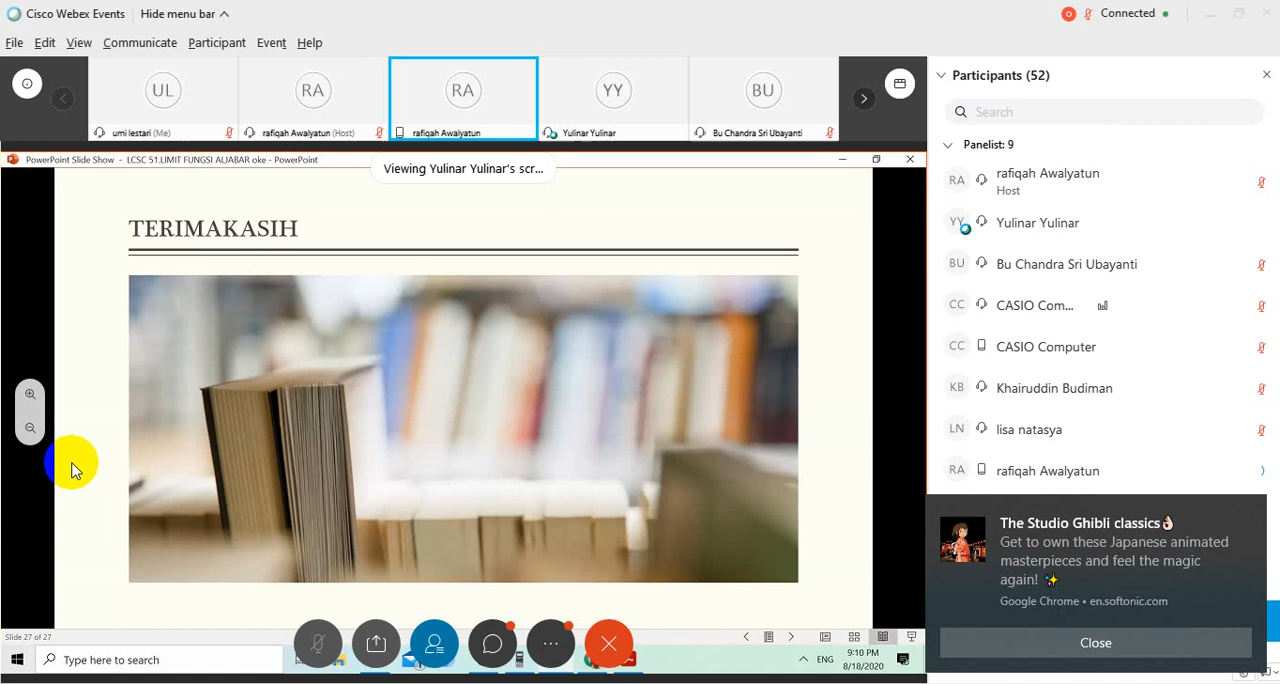 Cisco Webex Events
Hide menu bar
Connected
File Edit View Communicate Participant Event Help
UL
umi lestari (Me)
RA
rafiqah Awalyatun (Host)
RA
rafiqah Awalyatun
YY
Yulinar Yulinar
BU
Bu Chandra Sri Ubayanti
PowerPoint Slide Show - LCSC 51.LIMIT FUNGSI ALJABAR oke - PowerPoint
Viewing Yulinar Yulinar's scr...
TERIMAKASIH
Slide 27 of 27
Type here to search
ENG
9:10 PM
8/18/2020
Participants (52)
Search
Panelist: 9
RA
rafiqah Awalyatun
Host
YY
Yulinar Yulinar
BU
Bu Chandra Sri Ubayanti
CC
CASIO Com...
CC
CASIO Computer
KB
Khairuddin Budiman
LN
lisa natasya
RA
rafiqah Awalyatun
The Studio Ghibli classics👌🏻
Get to own these Japanese animated
masterpieces and feel the magic
again! ✨
Google Chrome • en.softonic.com
Close